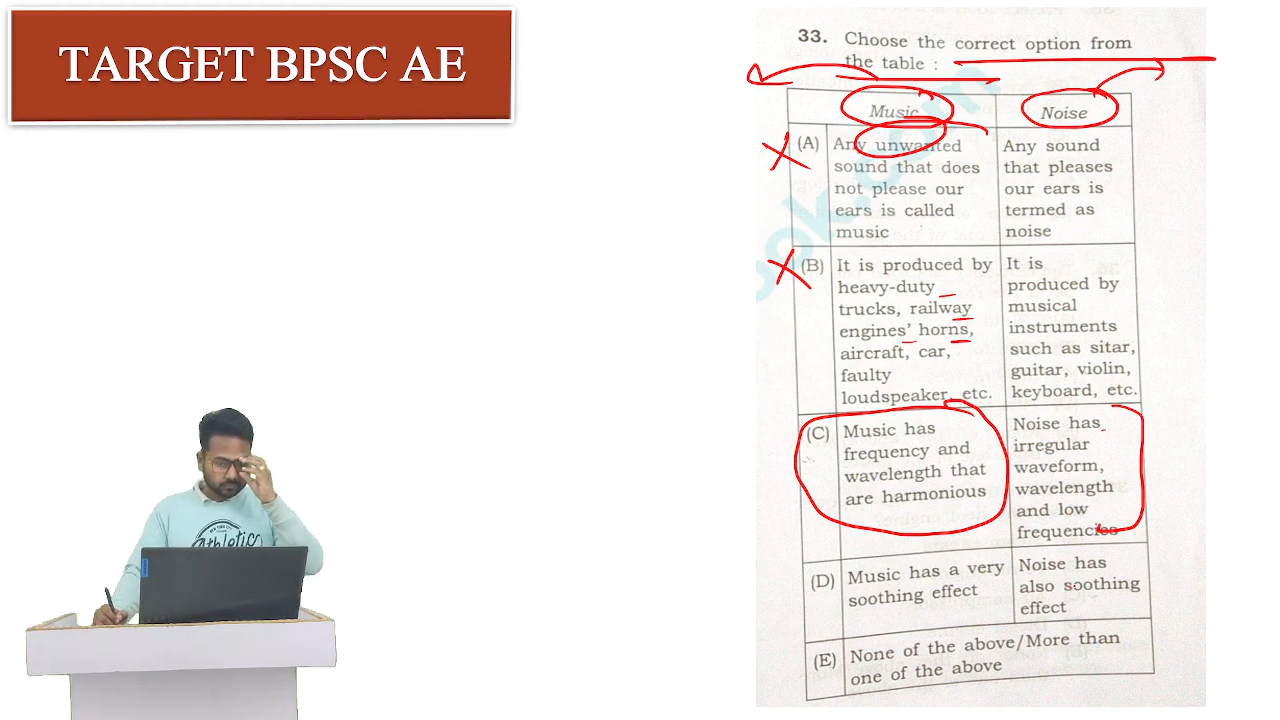 TARGET BPSC AE
33. Choose the correct option from
the table :
Music Noise
(A) Any unwanted
sound that does
not please our
ears is called
music
Any sound
that pleases
our ears is
termed as
noise
(B) It is produced by
heavy-duty
trucks, railway
engines' horns,
aircraft, car,
faulty
loudspeaker, etc.
It is
produced by
musical
instruments
such as sitar,
guitar, violin,
keyboard, etc.
(C) Music has
frequency and
wavelength that
are harmonious
Noise has
irregular
waveform,
wavelength
and low
frequencies
(D) Music has a very
soothing effect
Noise has
also soothing
effect
(E) None of the above/More than
one of the above
Athletic